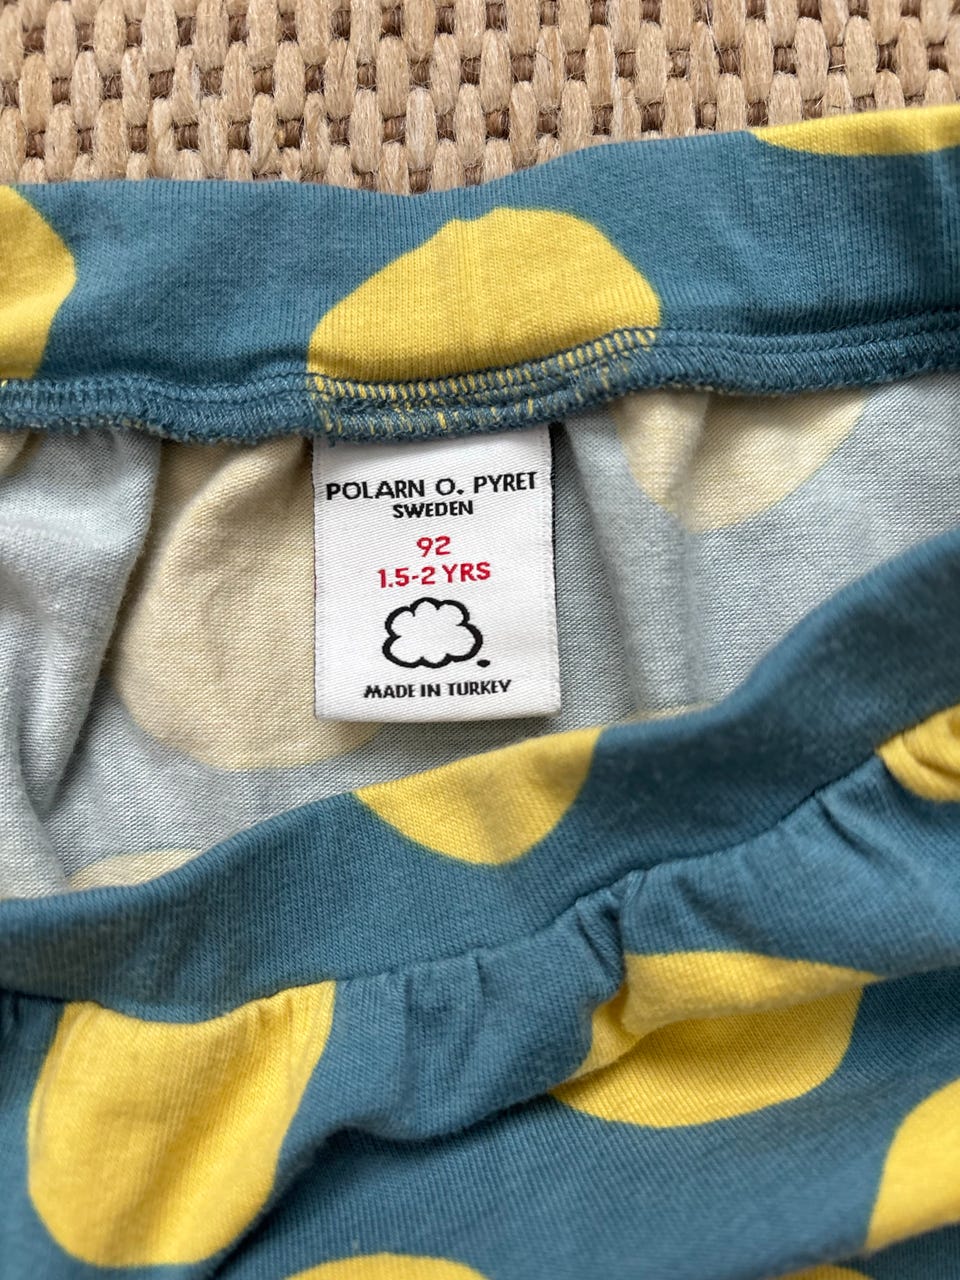 POLARN O. PYRET
SWEDEN
92
1.5-2 YRS
MADE IN TURKEY